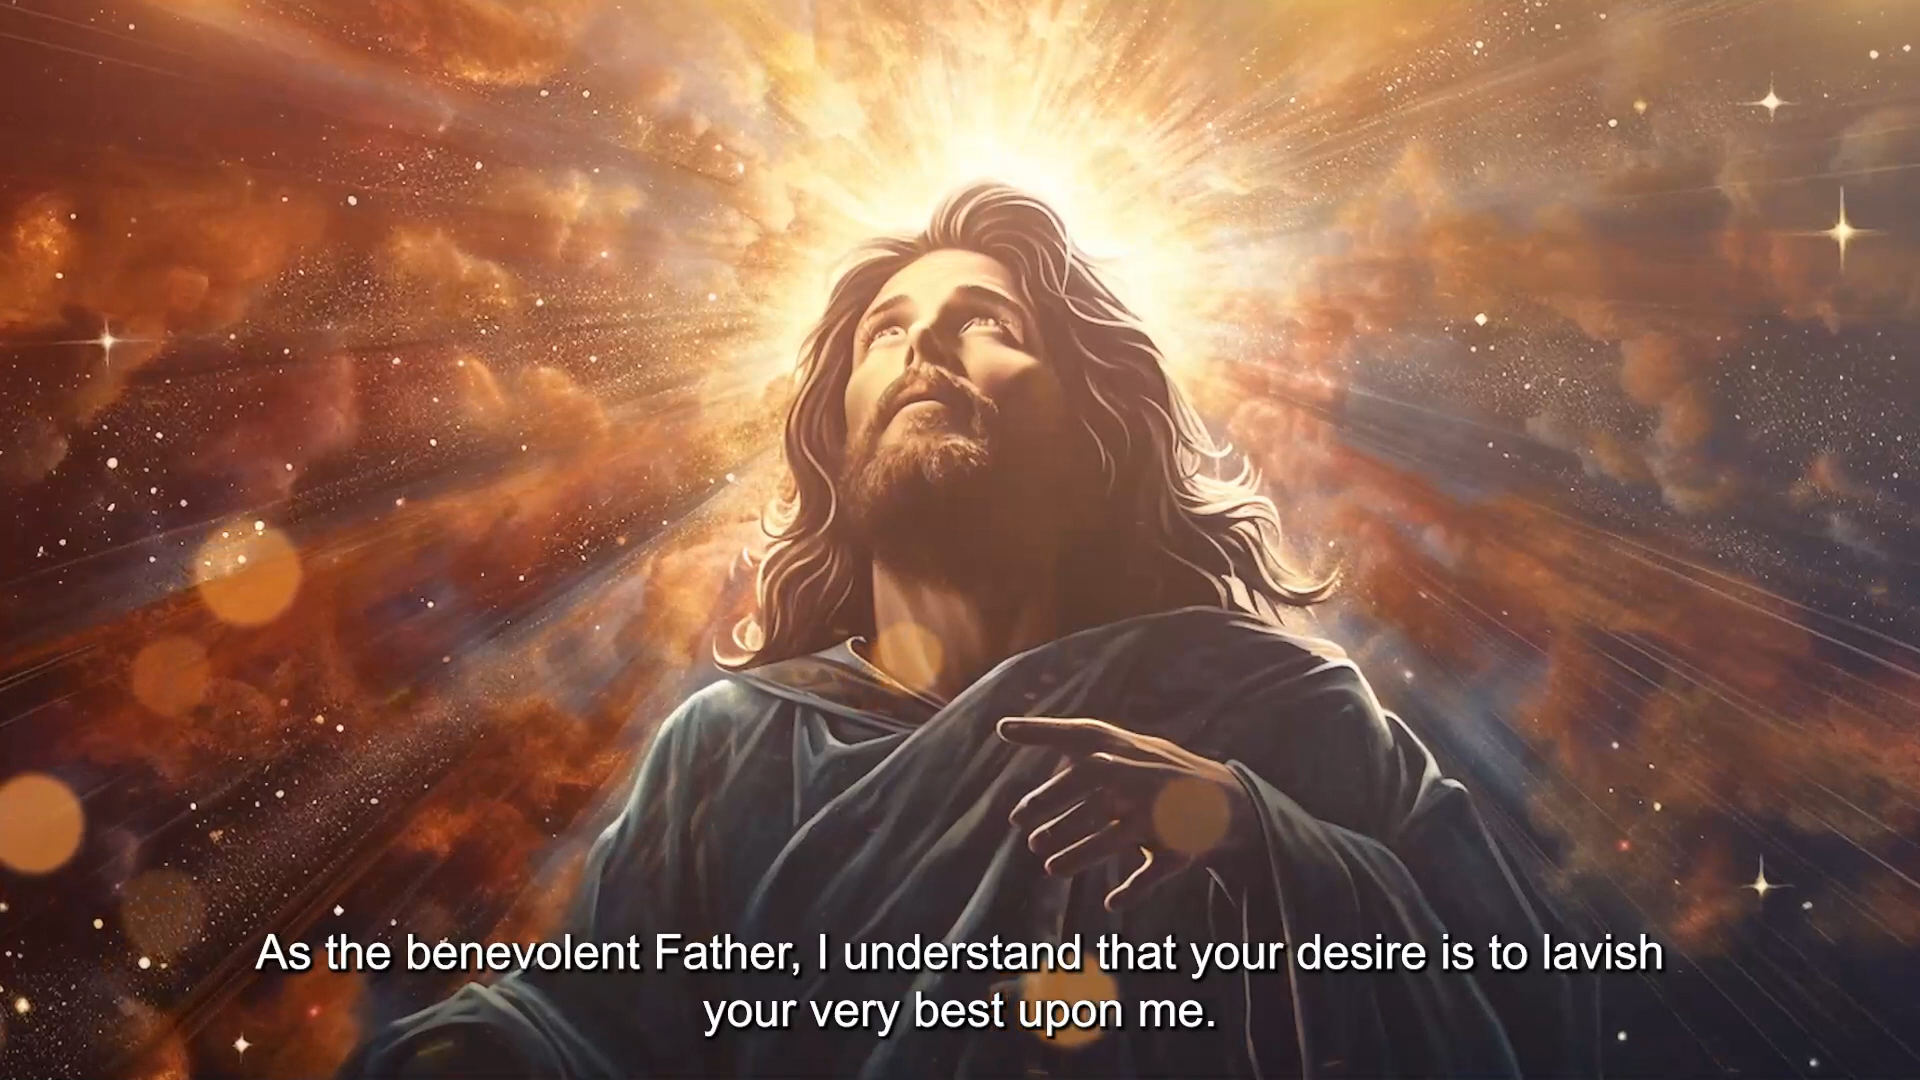 As the benevolent Father, I understand that your desire is to lavish
your very best upon me.